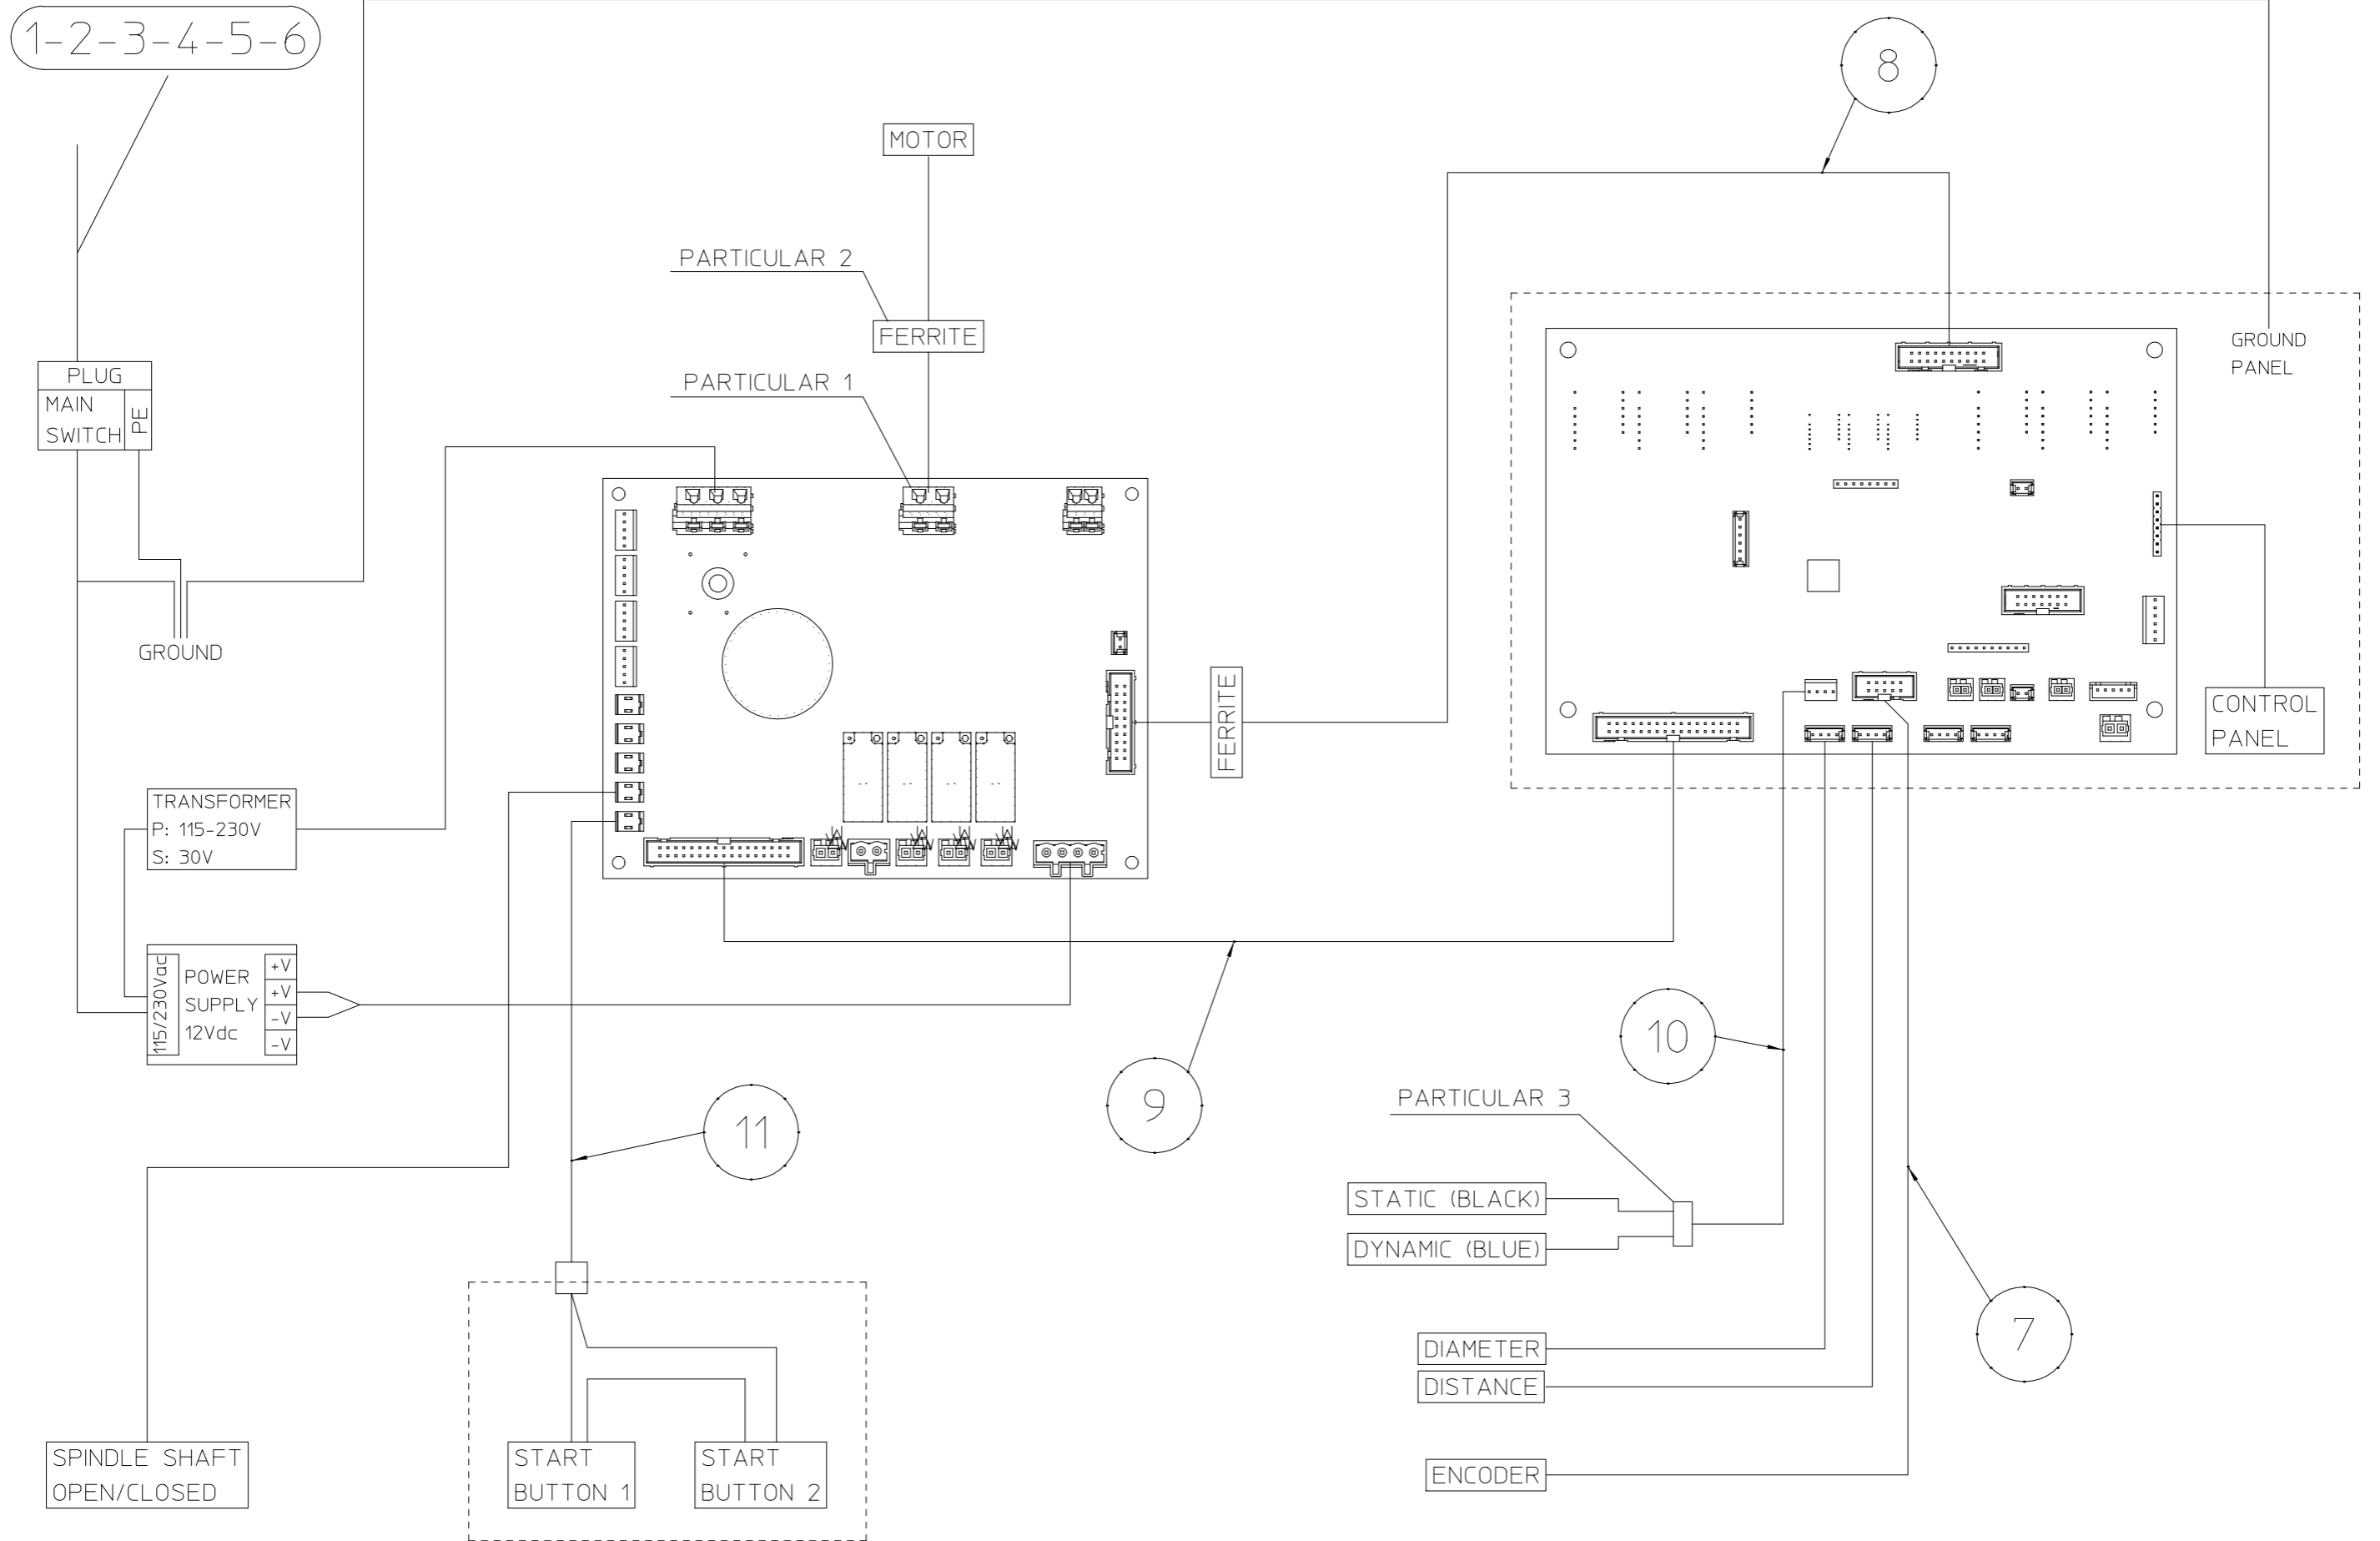 1-2-3-4-5-6
8
MOTOR
PARTICULAR 2
FERRITE
PARTICULAR 1
PLUG
MAIN
SWITCH
PE
GROUND
PANEL
GROUND
FERRITE
CONTROL
PANEL
TRANSFORMER
P: 115-230V
S: 30V
115/230Vac
POWER
SUPPLY
12Vdc
+V
+V
-V
-V
10
9
11
PARTICULAR 3
STATIC (BLACK)
DYNAMIC (BLUE)
7
DIAMETER
DISTANCE
ENCODER
SPINDLE SHAFT
OPEN/CLOSED
START
BUTTON 1
START
BUTTON 2